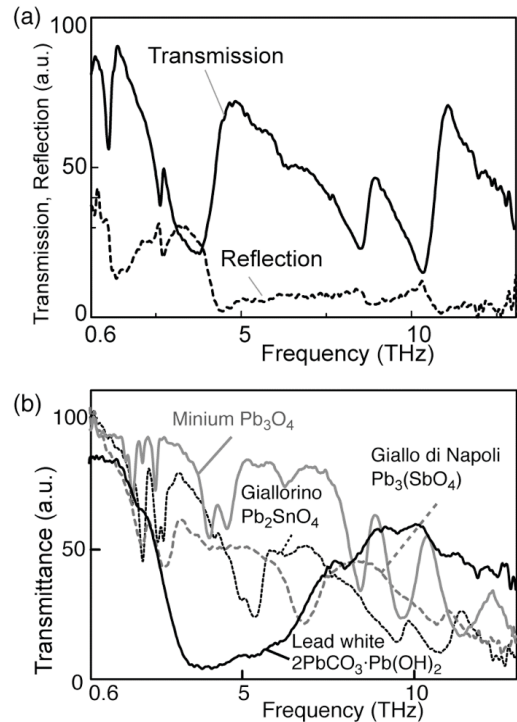 (a)
100
Transmission
50
Reflection
0
0.6
5
10
Frequency (THz)
Transmission, Reflection (a.u.)
(b)
100
Minium Pb₃O₄
Giallo di Napoli
Pb₃(SbO₄)
Giallorino
Pb₂SnO₄
50
Lead white
2PbCO₃·Pb(OH)₂
0
0.6
5
10
Frequency (THz)
Transmittance (a.u.)